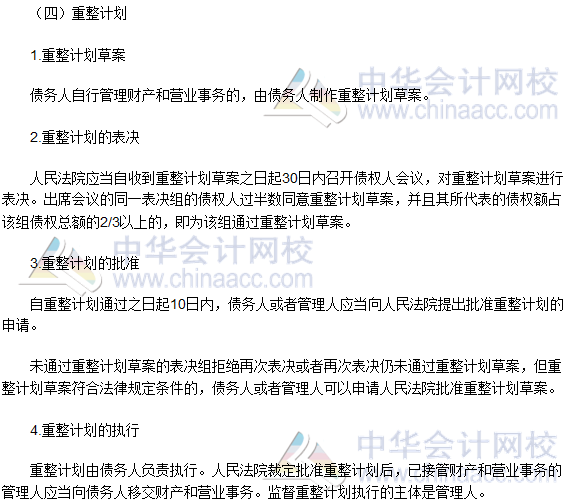 （四）重整计划
1.重整计划草案
债务人自行管理财产和营业事务的，由债务人制作重整计划草案。
2.重整计划的表决
人民法院应当自收到重整计划草案之日起30日内召开债权人会议，对重整计划草案进行
表决。出席会议的同一表决组的债权人过半数同意重整计划草案，并且其所代表的债权额占
该组债权总额的2/3以上的，即为该组通过重整计划草案。
3.重整计划的批准
自重整计划通过之日起10日内，债务人或者管理人应当向人民法院提出批准重整计划的
申请。
未通过重整计划草案的表决组拒绝再次表决或者再次表决仍未通过重整计划草案，但重
整计划草案符合法律规定条件的，债务人或者管理人可以申请人民法院批准重整计划草案。
4.重整计划的执行
重整计划由债务人负责执行。人民法院裁定批准重整计划后，已接管财产和营业事务的
管理人应当向债务人移交财产和营业事务。监督重整计划执行的主体是管理人。
中华会计网校
www.chinaacc.com
中华会计网校
www.chinaacc.com
中华会计网校
www.chinaacc.com